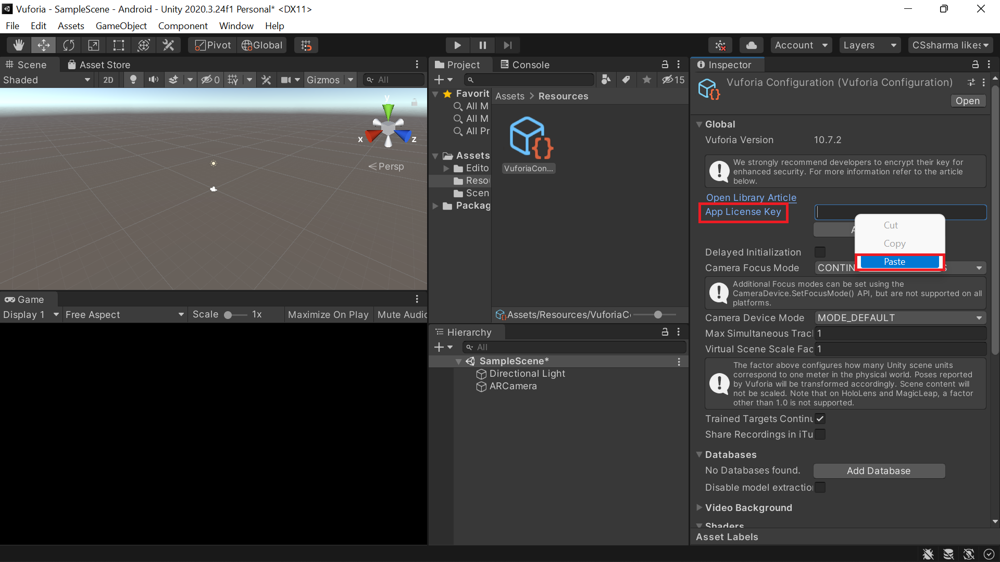 Vuforia - SampleScene - Android - Unity 2020.3.24f1 Personal* <DX11>
File Edit Assets GameObject Component Window Help
Pivot Global Account Layers CSsharma likes
Scene Asset Store
Shaded 2D 0 Gizmos All
y
x z
Persp
Game
Display 1 Free Aspect Scale 1x Maximize On Play Mute Audio
Project Console
15
Favorit
All M
All M
All Pr
Assets
Edito
Reso
Scen
Packag
Assets > Resources
VuforiaCon...
Assets/Resources/VuforiaC
Hierarchy
All
SampleScene*
Directional Light
ARCamera
Inspector
Vuforia Configuration (Vuforia Configuration)
Open
Global
Vuforia Version 10.7.2
We strongly recommend developers to encrypt their key for
enhanced security. For more information refer to the article
below.
Open Library Article
App License Key
A
Cut
Copy
Paste
Delayed Initialization
Camera Focus Mode CONTIN S
Additional Focus modes can be set using the
CameraDevice.SetFocusMode() API, but are not supported on all
platforms.
Camera Device Mode MODE_DEFAULT
Max Simultaneous Trac 1
Virtual Scene Scale Fac 1
The factor above configures how many Unity scene units
correspond to one meter in the physical world. Poses reported
by Vuforia will be transformed accordingly. Scene content will
not be scaled. Note that on HoloLens and MagicLeap, a factor
other than 1.0 is not supported.
Trained Targets Continu
Share Recordings in iTu
Databases
No Databases found. Add Database
Disable model extractio
Video Background
Shaders
Asset Labels